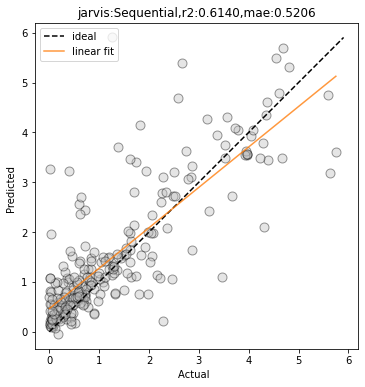 jarvis:Sequential,r2:0.6140,mae:0.5206
ideal
linear fit
6
5
4
3
2
1
0
Predicted
0 1 2 3 4 5 6
Actual